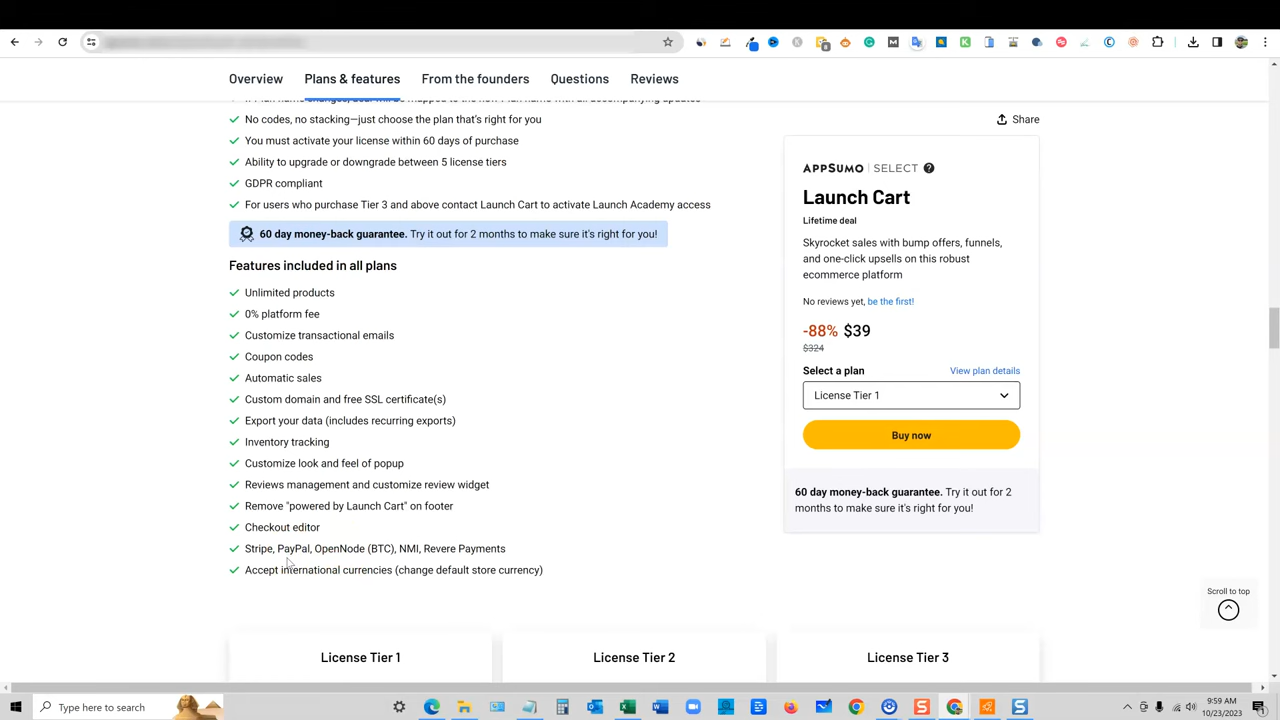 Overview
Plans & features
From the founders
Questions
Reviews
No codes, no stacking—just choose the plan that's right for you
You must activate your license within 60 days of purchase
Ability to upgrade or downgrade between 5 license tiers
GDPR compliant
For users who purchase Tier 3 and above contact Launch Cart to activate Launch Academy access
60 day money-back guarantee. Try it out for 2 months to make sure it's right for you!
Features included in all plans
Unlimited products
0% platform fee
Customize transactional emails
Coupon codes
Automatic sales
Custom domain and free SSL certificate(s)
Export your data (includes recurring exports)
Inventory tracking
Customize look and feel of popup
Reviews management and customize review widget
Remove "powered by Launch Cart" on footer
Checkout editor
Stripe, PayPal, OpenNode (BTC), NMI, Revere Payments
Accept international currencies (change default store currency)
License Tier 1
License Tier 2
License Tier 3
Share
APPSUMO | SELECT ?
Launch Cart
Lifetime deal
Skyrocket sales with bump offers, funnels,
and one-click upsells on this robust
ecommerce platform
No reviews yet, be the first!
-88% $39
$324
Select a plan
View plan details
License Tier 1
Buy now
60 day money-back guarantee. Try it out for 2
months to make sure it's right for you!
Scroll to top
Type here to search
9:59 AM
10/23/2023